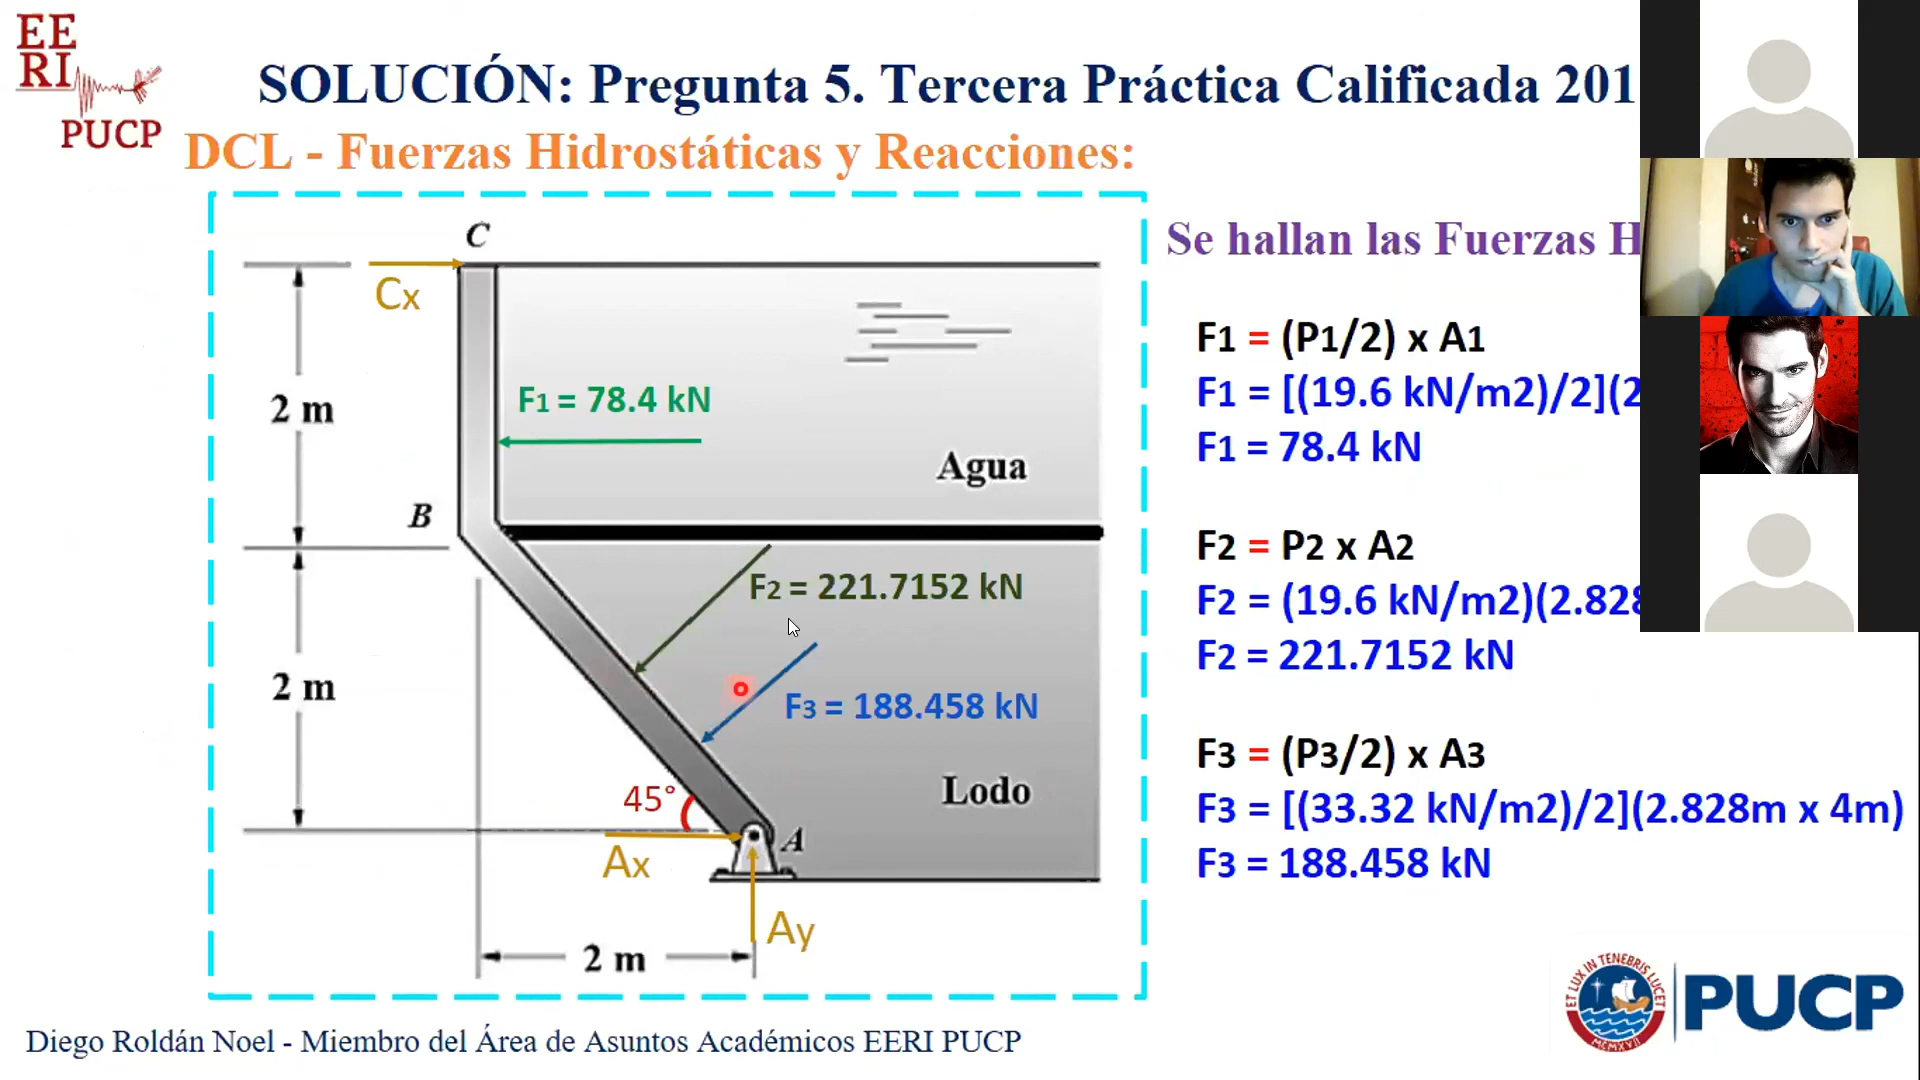 EE
RI
PUCP
SOLUCIÓN: Pregunta 5. Tercera Práctica Calificada 201
DCL - Fuerzas Hidrostáticas y Reacciones:
Se hallan las Fuerzas H
C
Cx
2 m
F1 = 78.4 kN
Agua
B
F2 = 221.7152 kN
2 m
F3 = 188.458 kN
45°
Lodo
A
Ax
Ay
2 m
F1 = (P1/2) x A1
F1 = [(19.6 kN/m2)/2](2
F1 = 78.4 kN
F2 = P2 x A2
F2 = (19.6 kN/m2)(2.828
F2 = 221.7152 kN
F3 = (P3/2) x A3
F3 = [(33.32 kN/m2)/2](2.828m x 4m)
F3 = 188.458 kN
ET LUX IN TENEBRIS LUCET
MCMXVII
PUCP
Diego Roldán Noel - Miembro del Área de Asuntos Académicos EERI PUCP